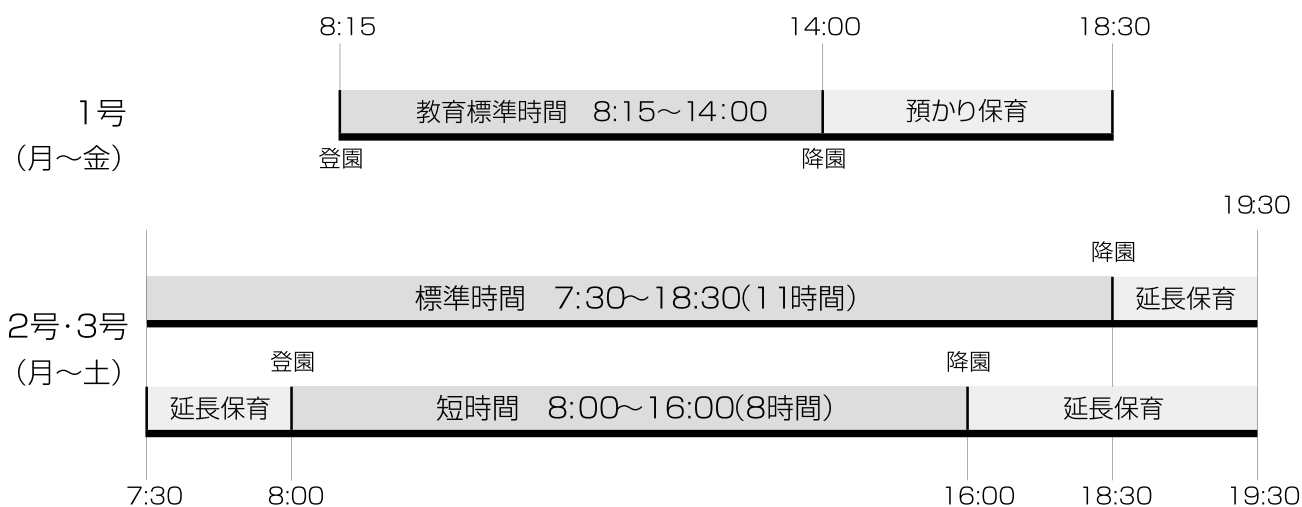 8:15 14:00 18:30
1号 教育標準時間 8:15〜14:00 預かり保育
（月〜金） 登園 降園
19:30
降園
標準時間 7:30〜18:30(11時間) 延長保育
2号・3号
（月〜土） 登園 降園
延長保育 短時間 8:00〜16:00(8時間) 延長保育
7:30 8:00 16:00 18:30 19:30